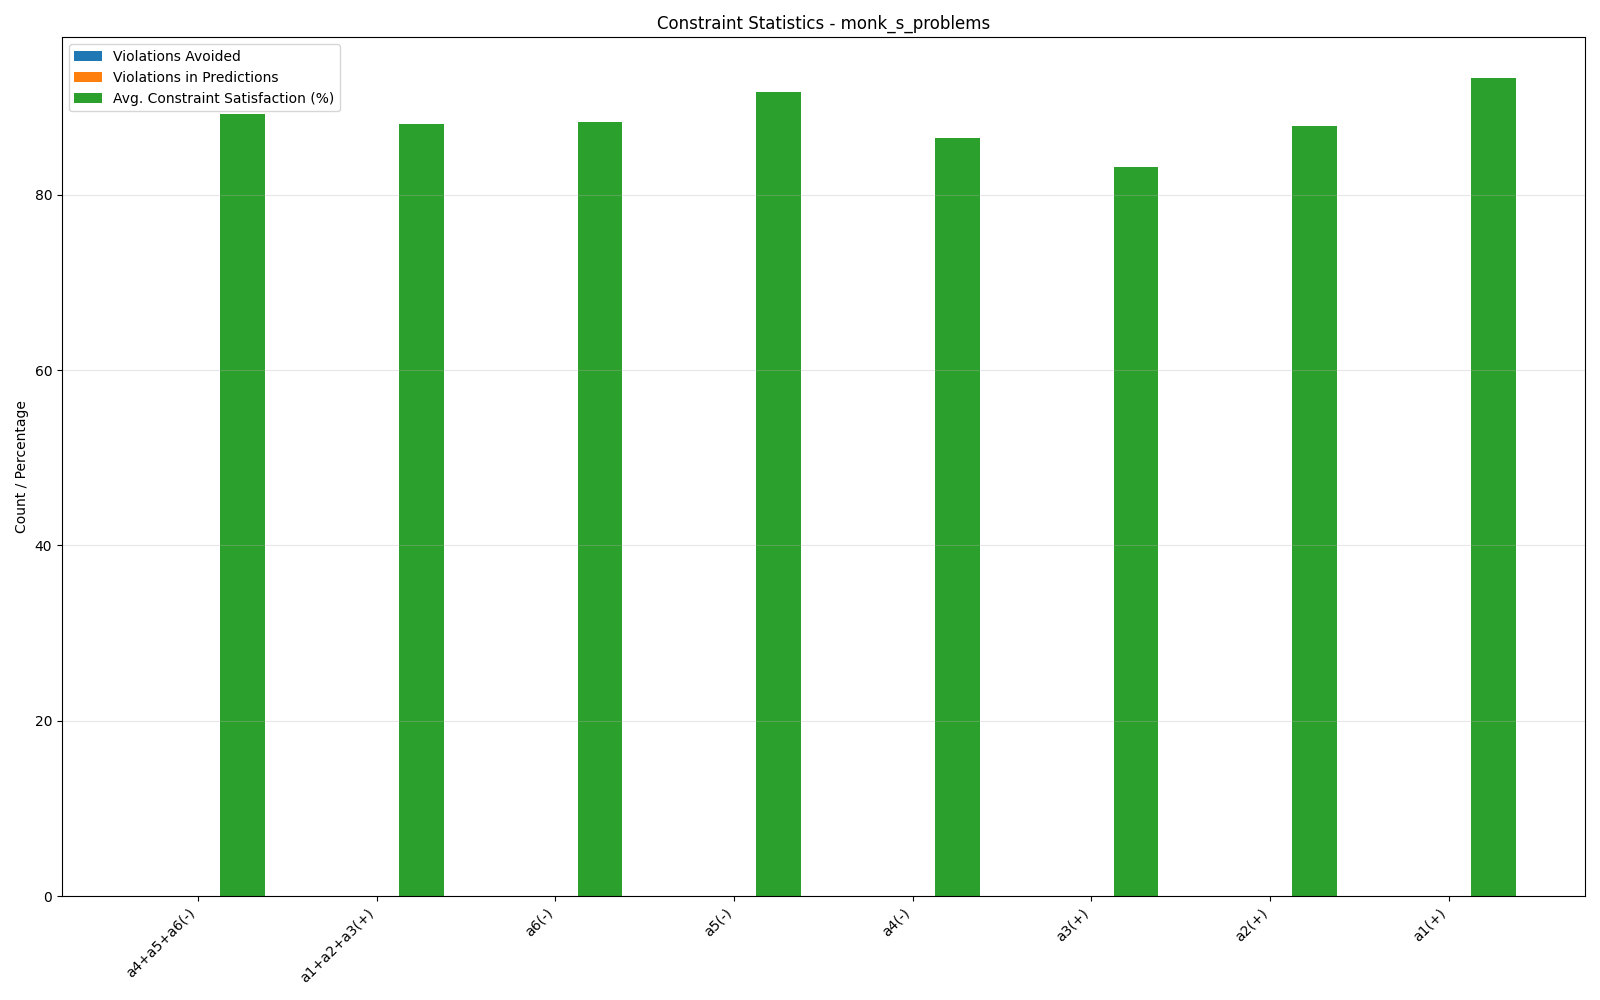 Constraint Statistics - monk_s_problems
Violations Avoided
Violations in Predictions
Avg. Constraint Satisfaction (%)
Count / Percentage
80
60
40
20
0
a4+a5+a6(-)
a1+a2+a3(+)
a6(-)
a5(-)
a4(-)
a3(+)
a2(+)
a1(+)